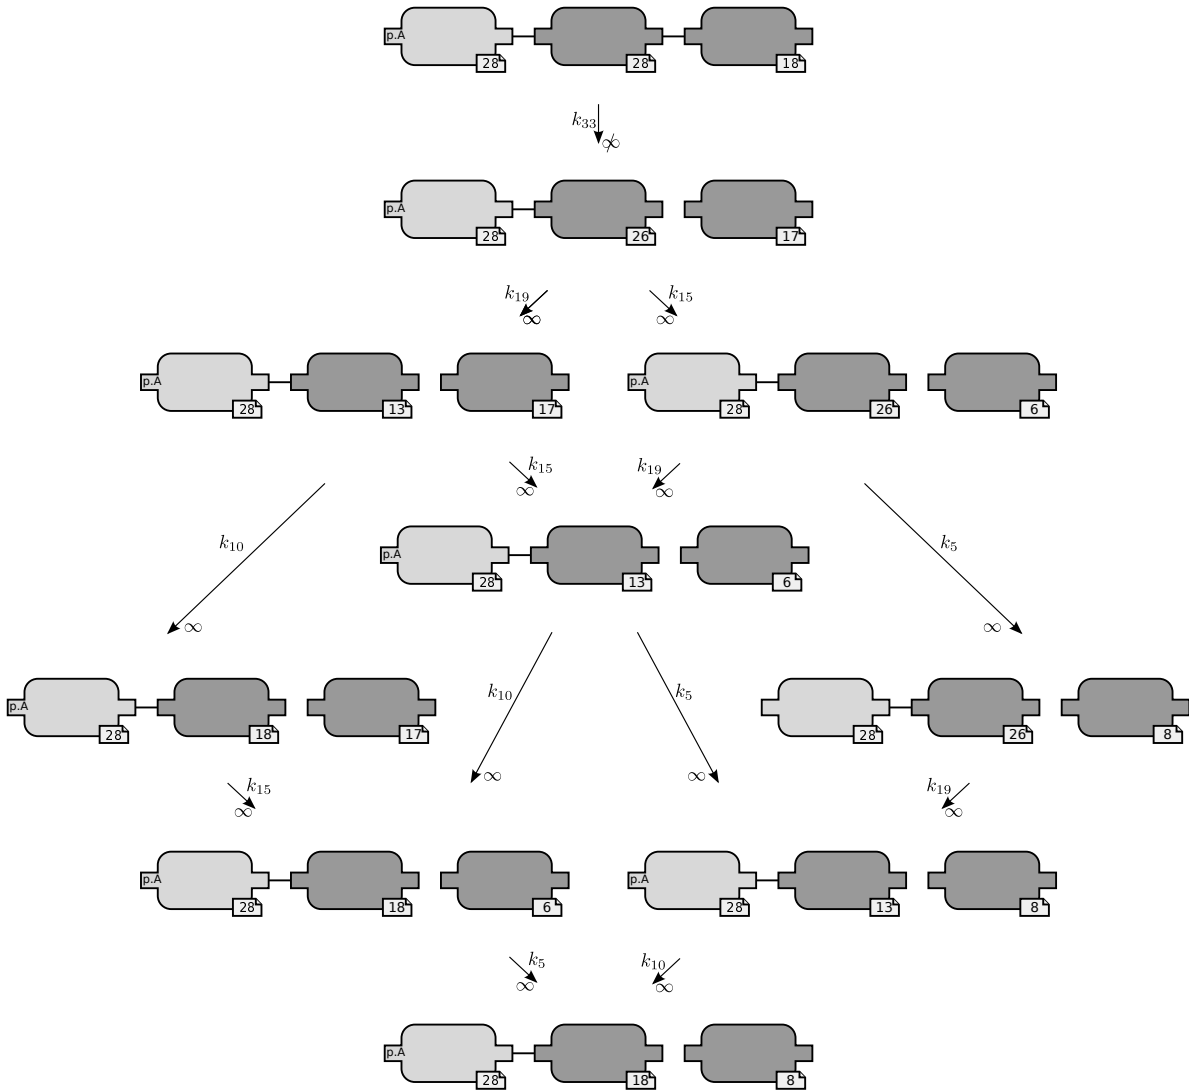 p.A
28 28 18
k33
∞̸
p.A
28 26 17
k19 k15
∞ ∞
p.A p.A
28 13 17 28 26 6
k15 k19
∞ ∞
k10 k5
p.A
28 13 6
∞ ∞
k10 k5
p.A
28 18 17 28 26 8
∞ ∞
k15 k19
∞ ∞
p.A p.A
28 18 6 28 13 8
k5 k10
∞ ∞
p.A
28 18 8